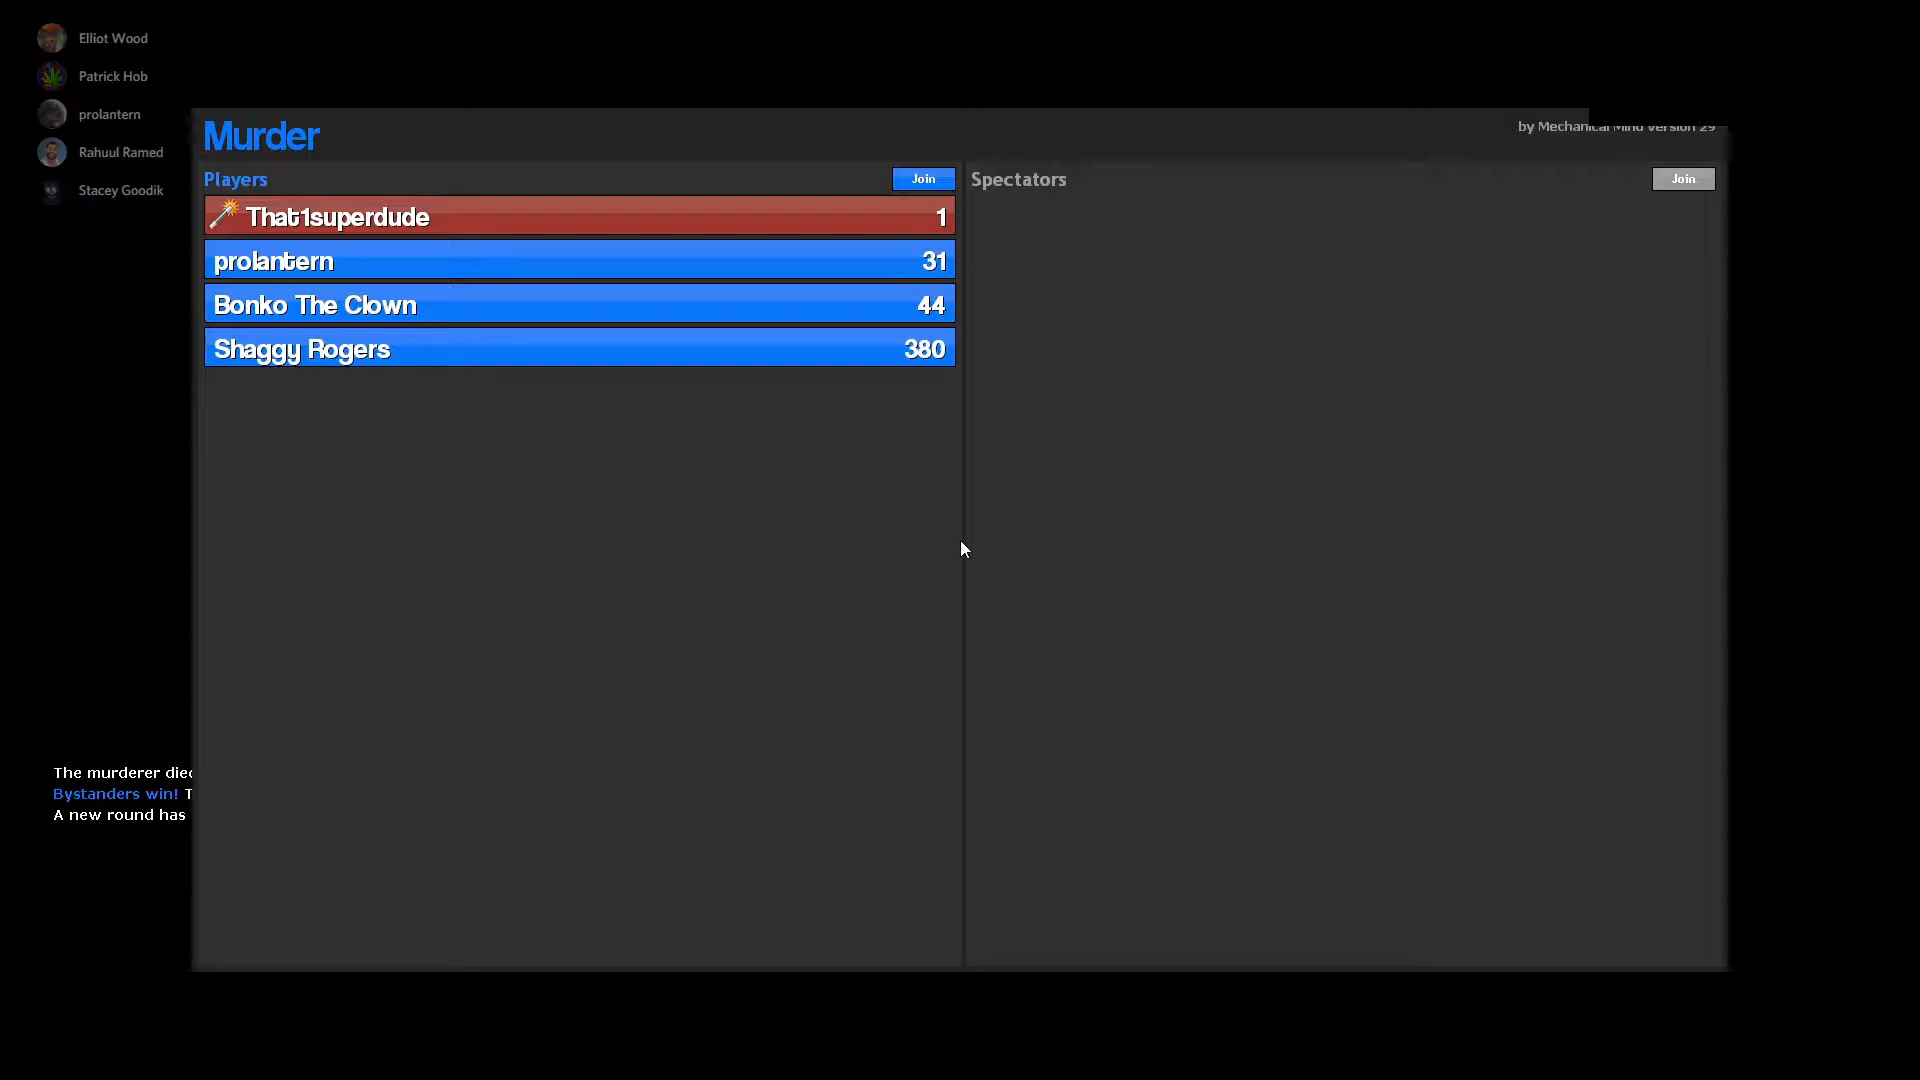 Elliot Wood
Patrick Hob
prolantern
Rahuul Ramed
Stacey Goodik
Murder
by Mechanical Mind version 29
Players
Join
Spectators
Join
That1superdude
1
prolantern
31
Bonko The Clown
44
Shaggy Rogers
380
The murderer died
Bystanders win! T
A new round has